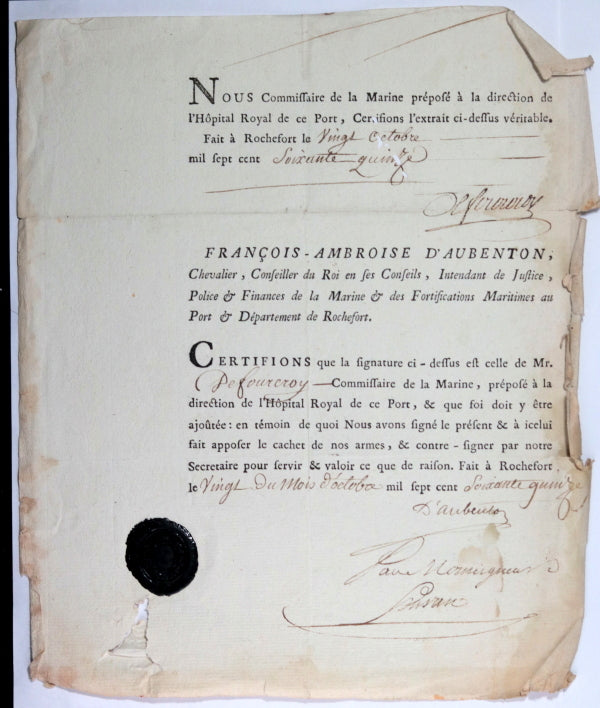 NOUS Commiſſaire de la Marine prépoſé à la direction de
l'Hôpital Royal de ce Port, Certifions l'extrait ci-deſſus véritable.
Fait à Rochefort le Vingt Octobre
mil ſept cent Soixante quinze
De fourcroy
FRANÇOIS-AMBROISE D'AUBENTON,
Chevalier, Conſeiller du Roi en ſes Conſeils, Intendant de Juſtice,
Police & Finances de la Marine & des Fortifications Maritimes au
Port & Département de Rochefort.
CERTIFIONS que la ſignature ci-deſſus eſt celle de Mr.
De fourcroy Commiſſaire de la Marine, prépoſé à la
direction de l'Hôpital Royal de ce Port, & que foi doit y être
ajoûtée: en témoin de quoi Nous avons ſigné le préſent & à icelui
fait appoſer le cachet de nos armes, & contre-ſigner par notre
Secretaire pour ſervir & valoir ce que de raiſon. Fait à Rochefort
le Vingt Du Mois d'octobre mil ſept cent Soixante quinze
D'aubenton
Par Monseigneur